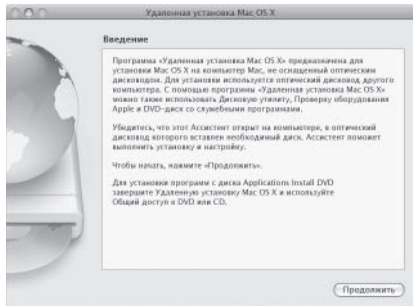 Удаленная установка Mac OS X
Введение
Программа «Удаленная установка Mac OS X» предназначена для
установки Mac OS X на компьютер Mac, не оснащенный оптическим
дисководом. Для установки используется оптический дисковод другого
компьютера. С помощью программы «Удаленная установка Mac OS X»
можно также использовать Дисковую утилиту, Проверку оборудования
Apple и DVD-диск со служебными программами.
Убедитесь, что этот Ассистент открыт на компьютере, в оптический
дисковод которого вставлен необходимый диск. Ассистент поможет
выполнить установку и настройку.
Чтобы начать, нажмите «Продолжить».
Для установки программ с диска Applications Install DVD
завершите Удаленную установку Mac OS X и используйте
Общий доступ к DVD или CD.
Продолжить